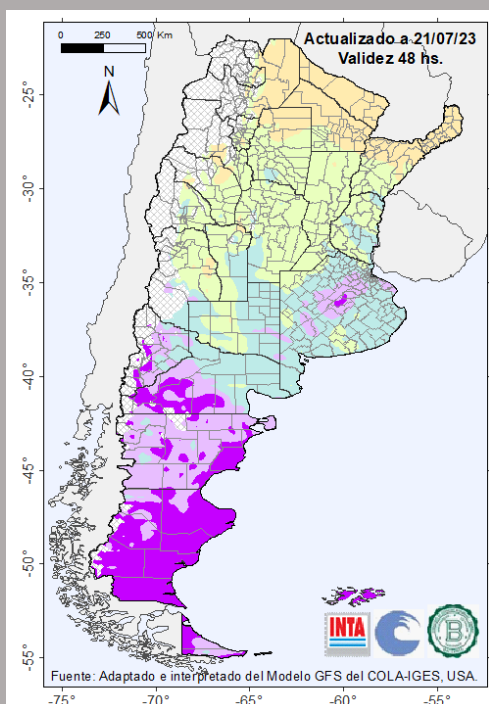 0 250 500 Km
Actualizado a 21/07/23
Validez 48 hs.
N
-25°
-30°
-35°
-40°
-45°
-50°
-55°
INTA
B
Fuente: Adaptado e interpretado del Modelo GFS del COLA-IGES, USA.
-75° -70° -65° -60° -55°